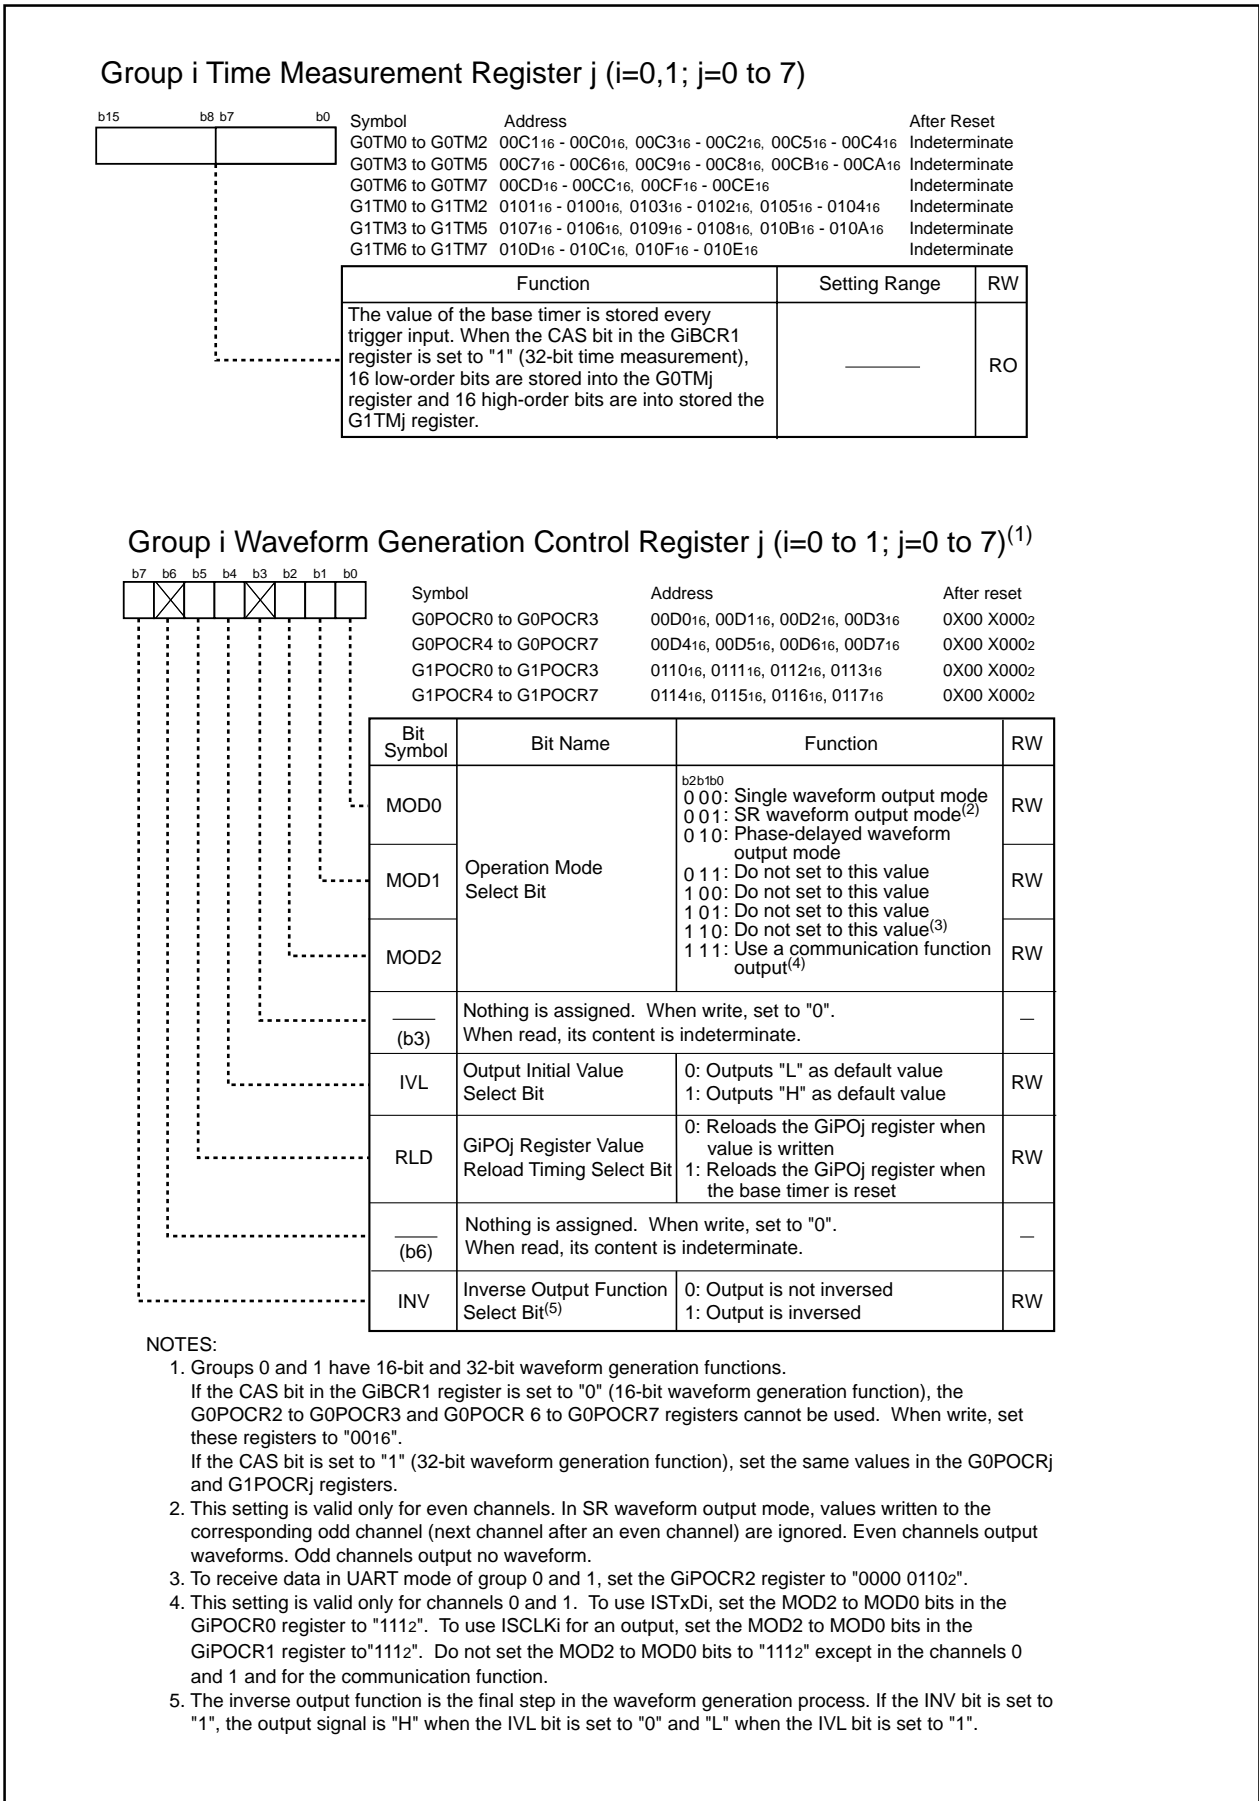 Group i Time Measurement Register j (i=0,1; j=0 to 7)
b15 b8 b7 b0
Symbol Address After Reset
G0TM0 to G0TM2 00C116 - 00C016, 00C316 - 00C216, 00C516 - 00C416 Indeterminate
G0TM3 to G0TM5 00C716 - 00C616, 00C916 - 00C816, 00CB16 - 00CA16 Indeterminate
G0TM6 to G0TM7 00CD16 - 00CC16, 00CF16 - 00CE16 Indeterminate
G1TM0 to G1TM2 010116 - 010016, 010316 - 010216, 010516 - 010416 Indeterminate
G1TM3 to G1TM5 010716 - 010616, 010916 - 010816, 010B16 - 010A16 Indeterminate
G1TM6 to G1TM7 010D16 - 010C16, 010F16 - 010E16 Indeterminate
Function Setting Range RW
The value of the base timer is stored every
trigger input. When the CAS bit in the GiBCR1
register is set to "1" (32-bit time measurement),
16 low-order bits are stored into the G0TMj
register and 16 high-order bits are into stored the
G1TMj register.
RO
Group i Waveform Generation Control Register j (i=0 to 1; j=0 to 7)(1)
b7 b6 b5 b4 b3 b2 b1 b0
Symbol Address After reset
G0POCR0 to G0POCR3 00D016, 00D116, 00D216, 00D316 0X00 X0002
G0POCR4 to G0POCR7 00D416, 00D516, 00D616, 00D716 0X00 X0002
G1POCR0 to G1POCR3 011016, 011116, 011216, 011316 0X00 X0002
G1POCR4 to G1POCR7 011416, 011516, 011616, 011716 0X00 X0002
Bit Symbol Bit Name Function RW
MOD0 RW
MOD1 RW
MOD2 RW
Operation Mode
Select Bit
b2b1b0
0 0 0: Single waveform output mode
0 0 1: SR waveform output mode(2)
0 1 0: Phase-delayed waveform
output mode
0 1 1: Do not set to this value
1 0 0: Do not set to this value
1 0 1: Do not set to this value
1 1 0: Do not set to this value(3)
1 1 1: Use a communication function
output(4)
(b3)
Nothing is assigned. When write, set to "0".
When read, its content is indeterminate.
IVL
Output Initial Value
Select Bit
0: Outputs "L" as default value
1: Outputs "H" as default value
RW
RLD
GiPOj Register Value
Reload Timing Select Bit
0: Reloads the GiPOj register when
value is written
1: Reloads the GiPOj register when
the base timer is reset
RW
(b6)
Nothing is assigned. When write, set to "0".
When read, its content is indeterminate.
INV
Inverse Output Function
Select Bit(5)
0: Output is not inversed
1: Output is inversed
RW
NOTES:
1. Groups 0 and 1 have 16-bit and 32-bit waveform generation functions.
If the CAS bit in the GiBCR1 register is set to "0" (16-bit waveform generation function), the
G0POCR2 to G0POCR3 and G0POCR 6 to G0POCR7 registers cannot be used. When write, set
these registers to "0016".
If the CAS bit is set to "1" (32-bit waveform generation function), set the same values in the G0POCRj
and G1POCRj registers.
2. This setting is valid only for even channels. In SR waveform output mode, values written to the
corresponding odd channel (next channel after an even channel) are ignored. Even channels output
waveforms. Odd channels output no waveform.
3. To receive data in UART mode of group 0 and 1, set the GiPOCR2 register to "0000 01102".
4. This setting is valid only for channels 0 and 1. To use ISTxDi, set the MOD2 to MOD0 bits in the
GiPOCR0 register to "1112". To use ISCLKi for an output, set the MOD2 to MOD0 bits in the
GiPOCR1 register to"1112". Do not set the MOD2 to MOD0 bits to "1112" except in the channels 0
and 1 and for the communication function.
5. The inverse output function is the final step in the waveform generation process. If the INV bit is set to
"1", the output signal is "H" when the IVL bit is set to "0" and "L" when the IVL bit is set to "1".